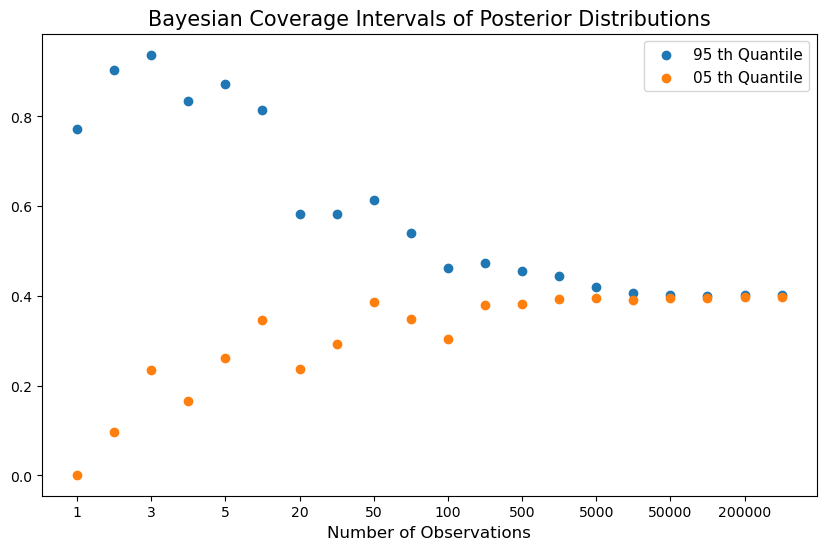 Bayesian Coverage Intervals of Posterior Distributions
95 th Quantile
05 th Quantile
0.8
0.6
0.4
0.2
0.0
1 3 5 20 50 100 500 5000 50000 200000
Number of Observations